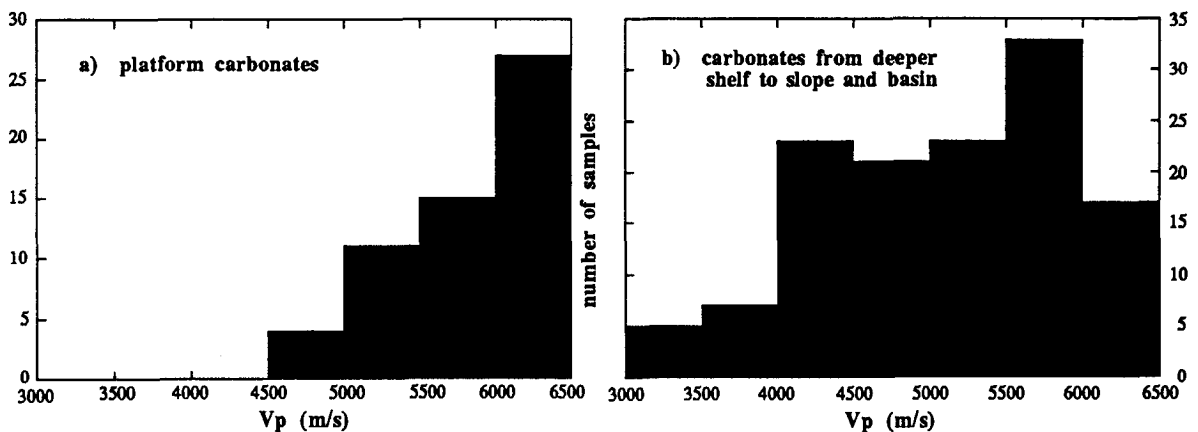 30
25
20
15
10
5
0
a) platform carbonates
3000 3500 4000 4500 5000 5500 6000 6500
Vp (m/s)
number of samples
b) carbonates from deeper
shelf to slope and basin
35
30
25
20
15
10
5
0
3000 3500 4000 4500 5000 5500 6000 6500
Vp (m/s)